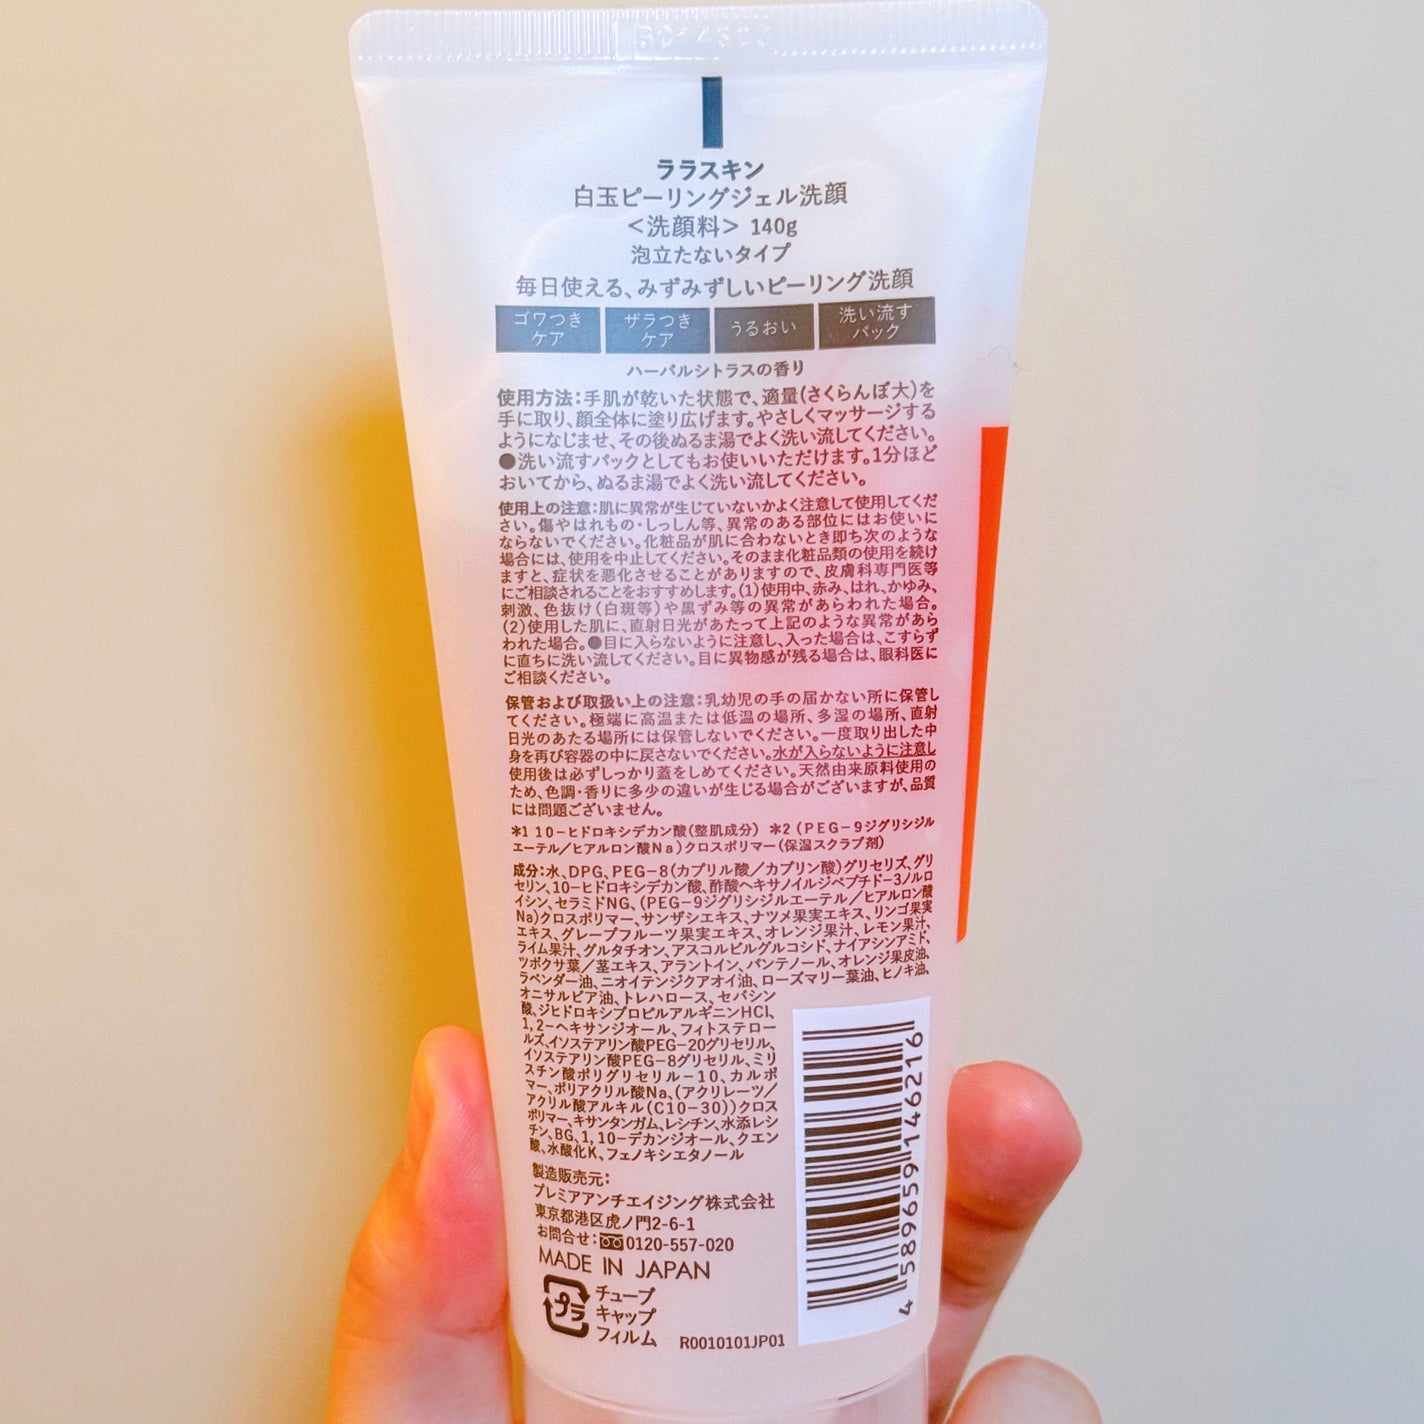 ララスキン
白玉ピーリングジェル洗顔
＜洗顔料＞ 140g
泡立たないタイプ
毎日使える、みずみずしいピーリング洗顔
ゴワつき
ケア
ザラつき
ケア
うるおい
洗い流す
パック
ハーバルシトラスの香り
使用方法:手肌が乾いた状態で、適量(さくらんぼ大)を
手に取り、顔全体に塗り広げます。やさしくマッサージする
ようになじませ、その後ぬるま湯でよく洗い流してください。
●洗い流すパックとしてもお使いいただけます。1分ほど
おいてから、ぬるま湯でよく洗い流してください。
使用上の注意:肌に異常が生じていないかよく注意して使用してくだ
さい。傷やはれもの・しっしん等、異常のある部位にはお使いに
ならないでください。化粧品が肌に合わないとき即ち次のような
場合には、使用を中止してください。そのまま化粧品類の使用を続け
ますと、症状を悪化させることがありますので、皮膚科専門医等
にご相談されることをおすすめします。(1)使用中、赤み、はれ、かゆみ、
刺激、色抜け(白斑等)や黒ずみ等の異常があらわれた場合。
(2)使用した肌に、直射日光があたって上記のような異常があら
われた場合。●目に入らないように注意し、入った場合は、こすらず
に直ちに洗い流してください。目に異物感が残る場合は、眼科医に
ご相談ください。
保管および取扱い上の注意:乳幼児の手の届かない所に保管し
てください。極端に高温または低温の場所、多湿の場所、直射
日光のあたる場所には保管しないでください。一度取り出した中
身を再び容器の中に戻さないでください。水が入らないように注意し
使用後は必ずしっかり蓋をしめてください。天然由来原料使用の
ため、色調・香りに多少の違いが生じる場合がございますが、品質
には問題ございません。
＊1 10−ヒドロキシデカン酸(整肌成分) ＊2 (PEG−9ジグリシジル
エーテル／ヒアルロン酸Na)クロスポリマー(保湿スクラブ剤)
成分:水、DPG、PEG−8(カプリル酸／カプリン酸)グリセリズ、グリ
セリン、10−ヒドロキシデカン酸、酢酸ヘキサノイルジペプチド−3ノルロ
イシン、セラミドNG、(PEG−9ジグリシジルエーテル／ヒアルロン酸
Na)クロスポリマー、サンザシエキス、ナツメ果実エキス、リンゴ果実
エキス、グレープフルーツ果実エキス、オレンジ果汁、レモン果汁、
ライム果汁、グルタチオン、アスコルビルグルコシド、ナイアシンアミド、
ツボクサ葉／茎エキス、アラントイン、パンテノール、オレンジ果皮油、
ラベンダー油、ニオイテンジクアオイ油、ローズマリー葉油、ヒノキ油、
オニサルビア油、トレハロース、セバシン
酸、ジヒドロキシプロピルアルギニンHCl、
1,2−ヘキサンジオール、フィトステロー
ルズ、イソステアリン酸PEG−20グリセリル、
イソステアリン酸PEG−8グリセリル、ミリ
スチン酸ポリグリセリル−10、カルボ
マー、ポリアクリル酸Na、(アクリレーツ／
アクリル酸アルキル(C10−30))クロス
ポリマー、キサンタンガム、レシチン、水添レシ
チン、BG、1,10−デカンジオール、クエン
酸、水酸化K、フェノキシエタノール
製造販売元:
プレミアアンチエイジング株式会社
東京都港区虎ノ門2-6-1
お問合せ:0120-557-020
MADE IN JAPAN
プラ
チューブ
キャップ
フィルム
R0010101JP01
4 589659 146216